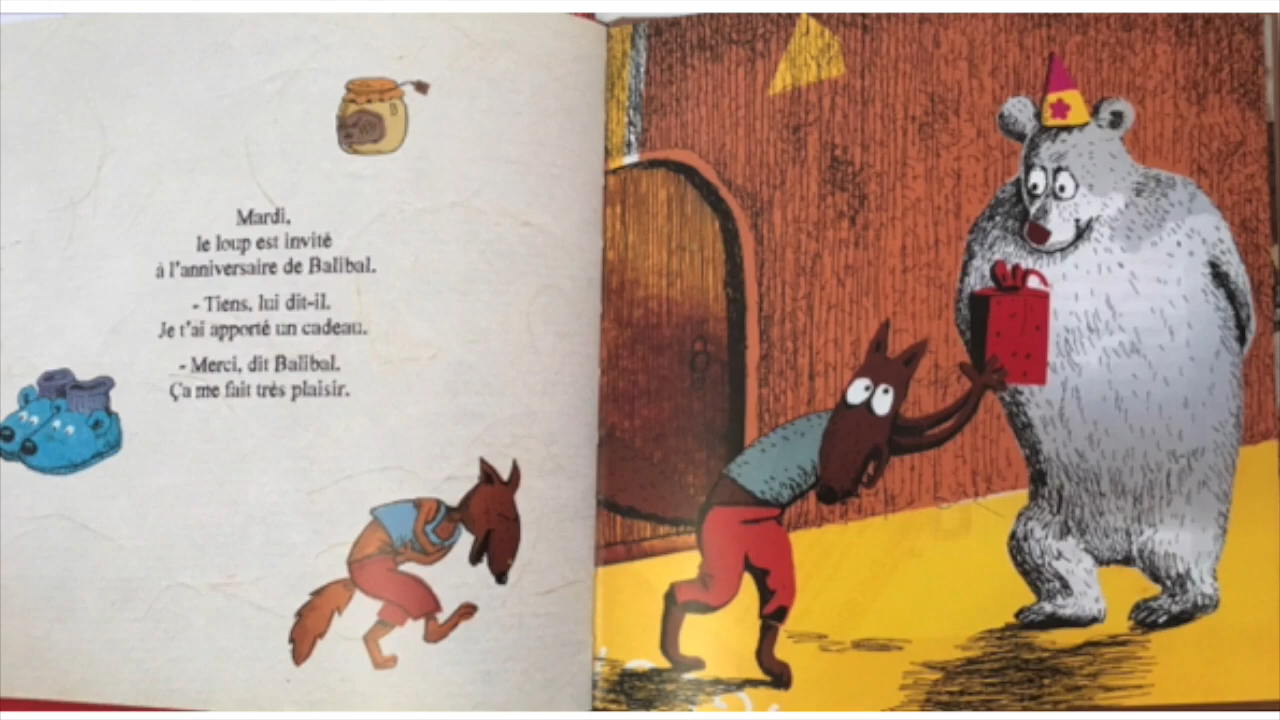 Mardi,
le loup est invité
à l'anniversaire de Balibal.
- Tiens, lui dit-il.
Je t'ai apporté un cadeau.
- Merci, dit Balibal.
Ça me fait très plaisir.